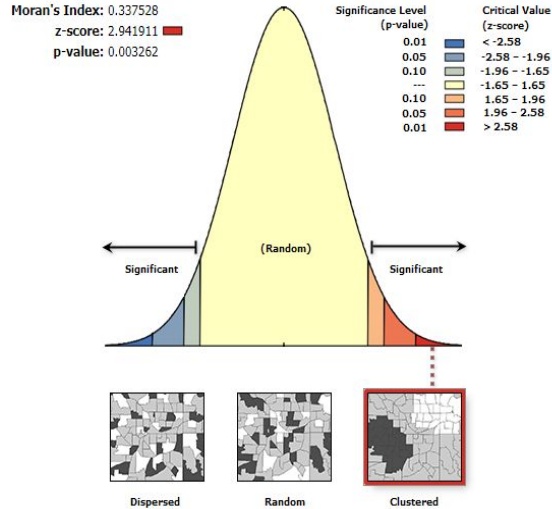 Moran's Index: 0.337528
z-score: 2.941911
p-value: 0.003262
Significance Level
(p-value)
Critical Value
(z-score)
0.01 < -2.58
0.05 -2.58 – -1.96
0.10 -1.96 – -1.65
--- -1.65 – 1.65
0.10 1.65 – 1.96
0.05 1.96 – 2.58
0.01 > 2.58
(Random)
Significant
Significant
Dispersed
Random
Clustered